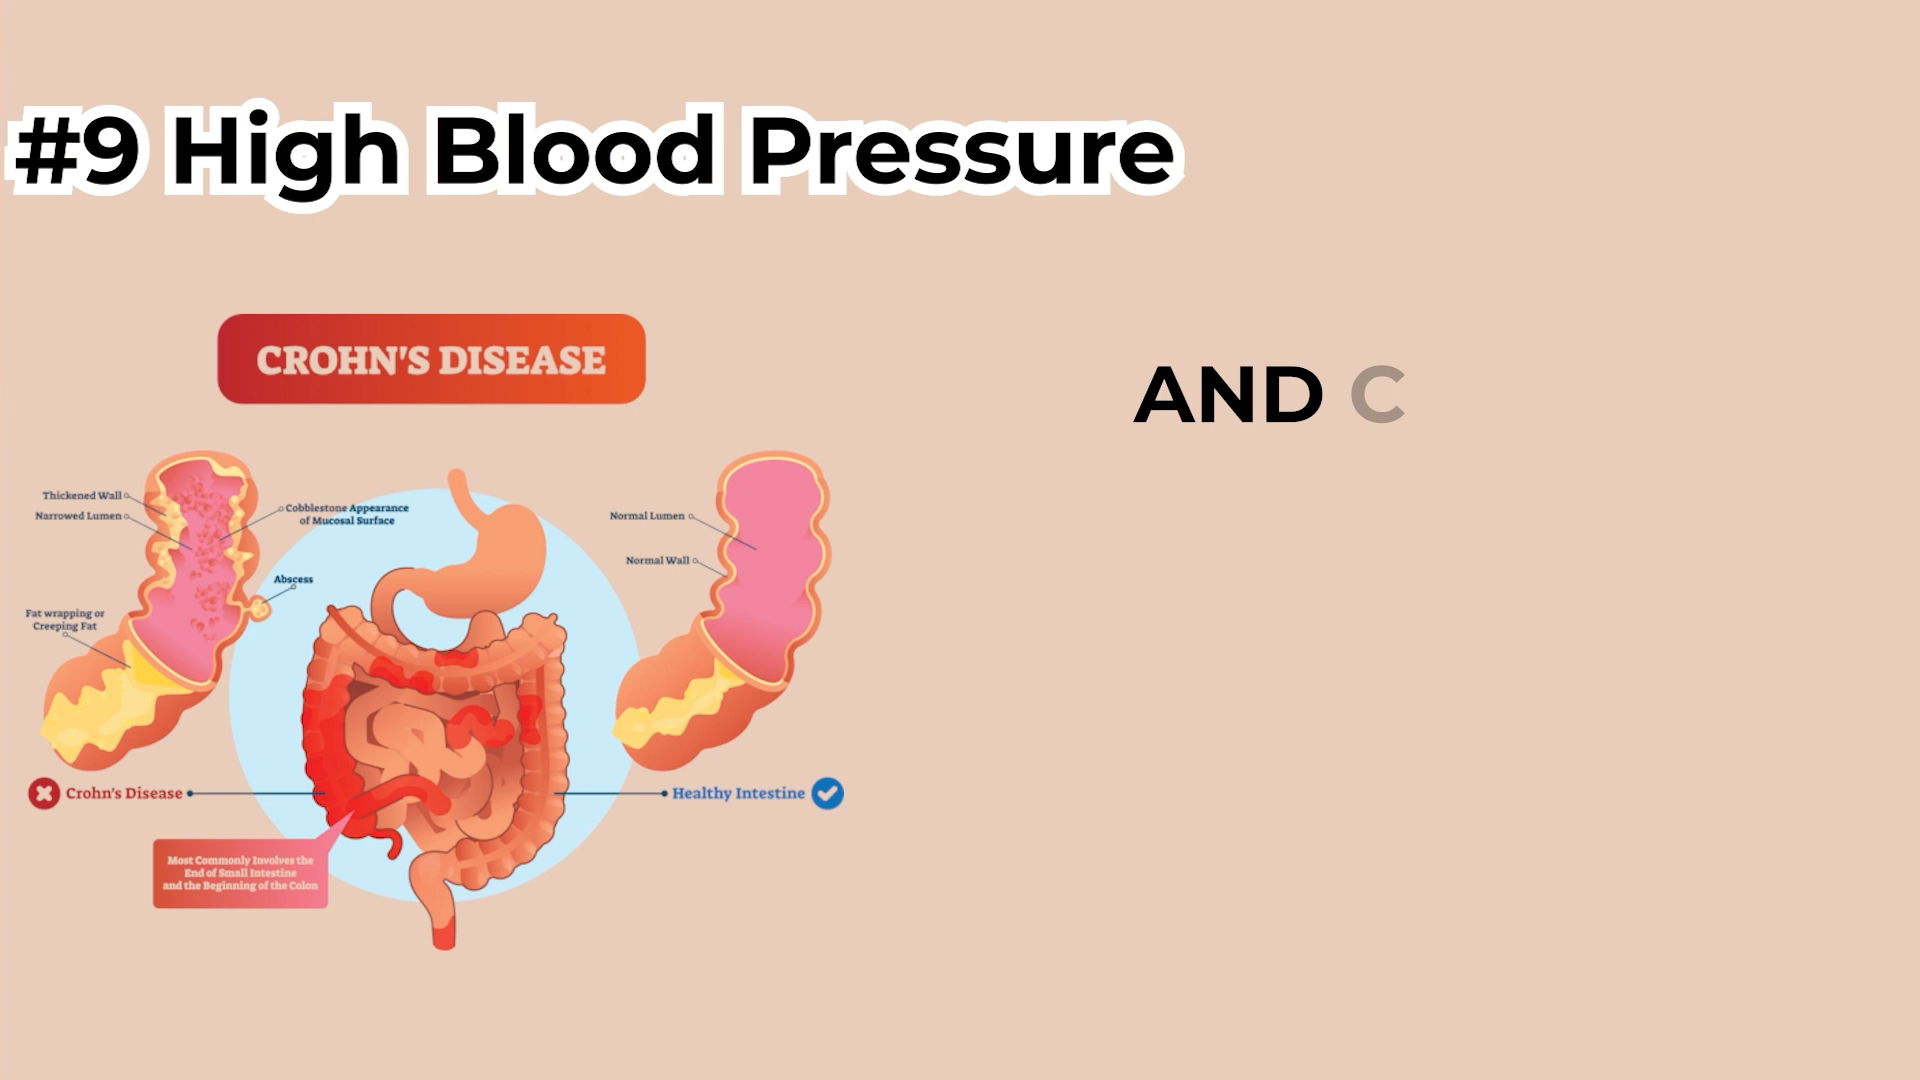 #9 High Blood Pressure
CROHN'S DISEASE
AND C
Thickened Wall
Narrowed Lumen
Cobblestone Appearance
of Mucosal Surface
Abscess
Fat wrapping or
Creeping Fat
Normal Lumen
Normal Wall
Crohn's Disease
Healthy Intestine
Most Commonly Involves the
End of Small Intestine
and the Beginning of the Colon